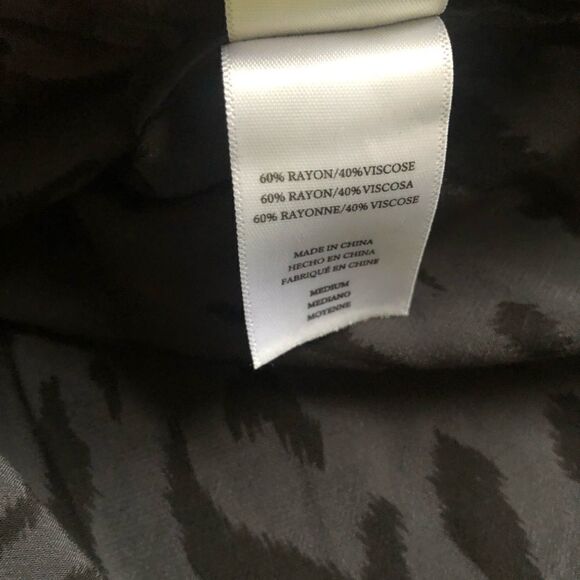 60% RAYON/40%VISCOSE
60% RAYON/40% VISCOSA
60% RAYONNE/40% VISCOSE
MADE IN CHINA
HECHO EN CHINA
FABRIQUÉ EN CHINE
MEDIUM
MEDIANO
MOYENNE